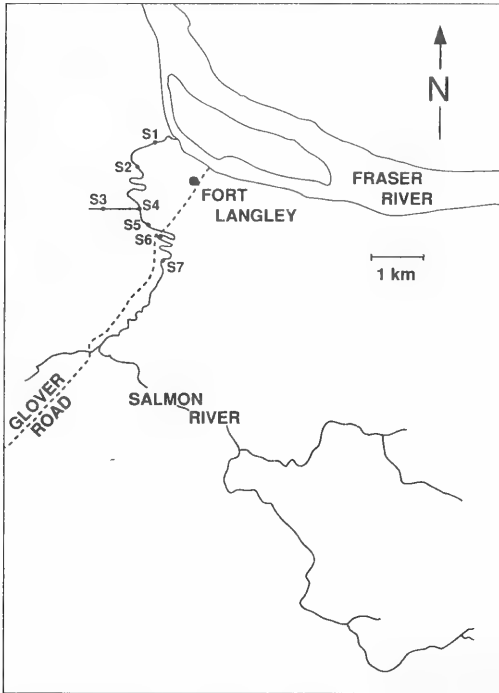 N
S1
S2
S3
S4
S5
S6
S7
FORT
LANGLEY
FRASER
RIVER
1 km
SALMON
RIVER
GLOVER
ROAD